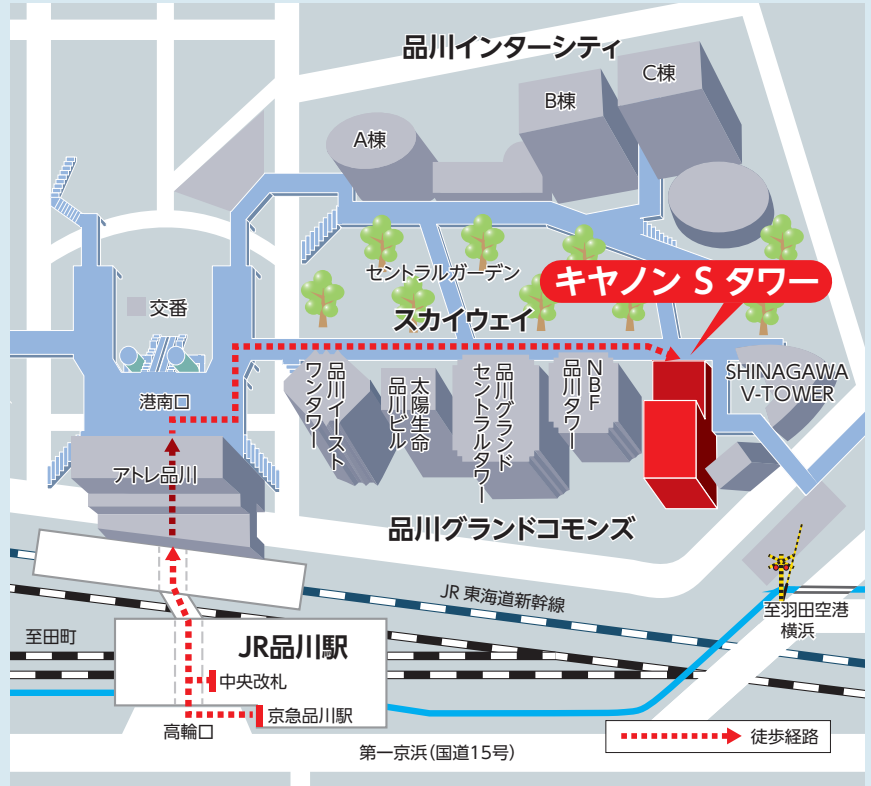 品川インターシティ
C棟
B棟
A棟
セントラルガーデン
キヤノン S タワー
交番
スカイウェイ
港南口
品川イースト
ワンタワー
太陽生命
品川ビル
品川グランド
セントラルタワー
NBF
品川タワー
SHINAGAWA
V-TOWER
アトレ品川
品川グランドコモンズ
JR 東海道新幹線
至羽田空港
横浜
至田町
JR品川駅
中央改札
京急品川駅
高輪口
第一京浜(国道15号)
徒歩経路